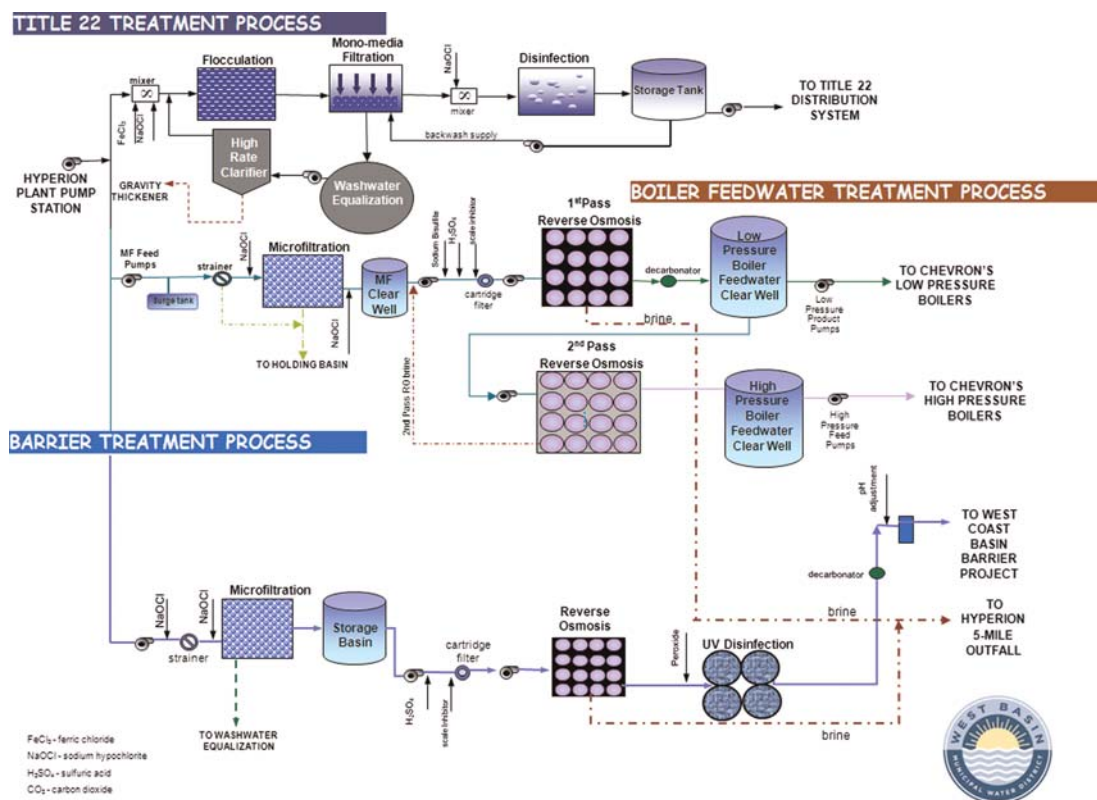 TITLE 22 TREATMENT PROCESS
mixer
Flocculation
Mono-media
Filtration
NaOCl
mixer
Disinfection
Storage Tank
TO TITLE 22
DISTRIBUTION
SYSTEM
FeCl₃
NaOCl
backwash supply
High
Rate
Clarifier
Washwater
Equalization
HYPERION
PLANT PUMP
STATION
GRAVITY
THICKENER
BOILER FEEDWATER TREATMENT PROCESS
MF Feed
Pumps
surge tank
strainer
NaOCl
Microfiltration
NaOCl
MF
Clear
Well
Sodium Bisulfite
H₂SO₄
scale inhibitor
cartridge
filter
1st Pass
Reverse Osmosis
decarbonator
Low
Pressure
Boiler
Feedwater
Clear Well
Low
Pressure
Product
Pumps
TO CHEVRON'S
LOW PRESSURE
BOILERS
brine
TO HOLDING BASIN
2nd Pass RO brine
2nd Pass
Reverse Osmosis
High
Pressure
Boiler
Feedwater
Clear Well
High
Pressure
Feed
Pumps
TO CHEVRON'S
HIGH PRESSURE
BOILERS
BARRIER TREATMENT PROCESS
NaOCl
strainer
NaOCl
Microfiltration
Storage
Basin
H₂SO₄
scale inhibitor
cartridge
filter
Reverse
Osmosis
Peroxide
UV Disinfection
decarbonator
pH
adjustment
TO WEST
COAST
BASIN
BARRIER
PROJECT
brine
TO
HYPERION
5-MILE
OUTFALL
brine
TO WASHWATER
EQUALIZATION
FeCl₃ - ferric chloride
NaOCl - sodium hypochlorite
H₂SO₄ - sulfuric acid
CO₂ - carbon dioxide
WEST BASIN
MUNICIPAL WATER DISTRICT